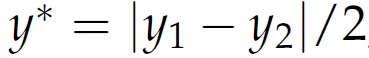 y* = |y₁ − y₂|/2